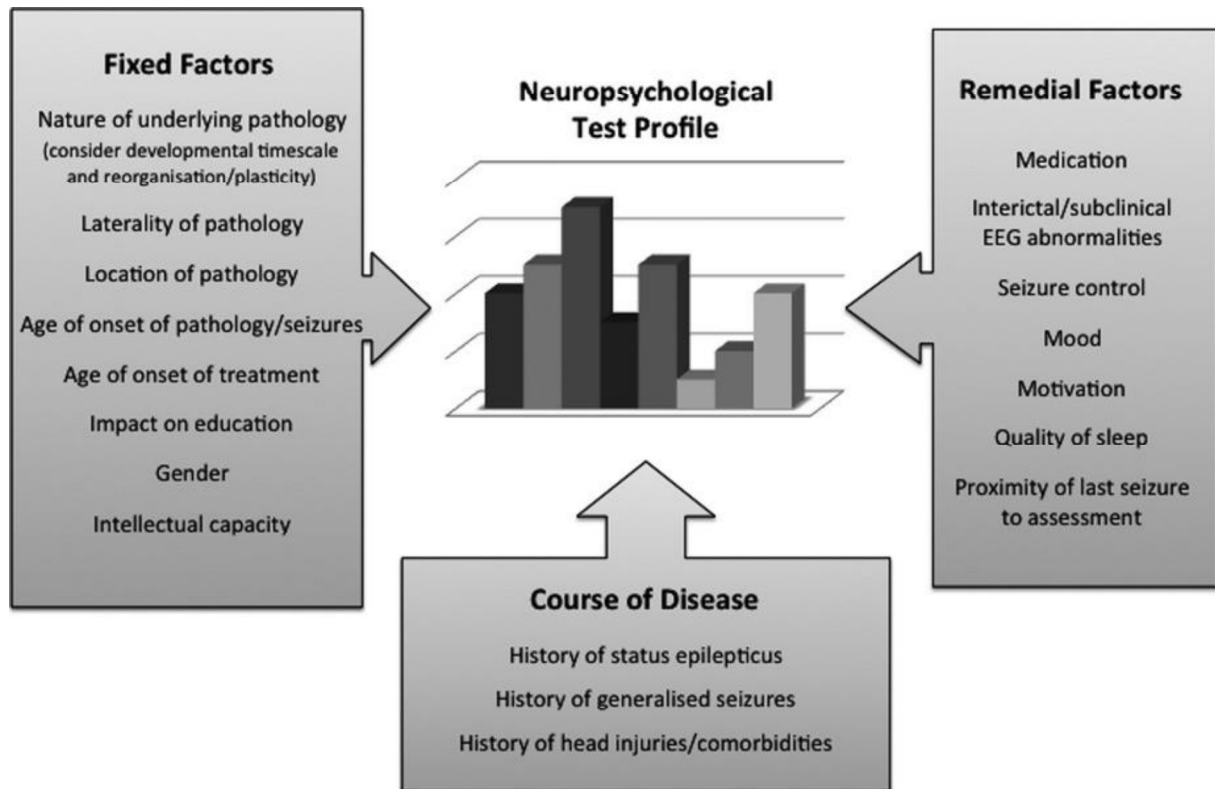 Fixed Factors
Nature of underlying pathology
(consider developmental timescale
and reorganisation/plasticity)
Laterality of pathology
Location of pathology
Age of onset of pathology/seizures
Age of onset of treatment
Impact on education
Gender
Intellectual capacity
Neuropsychological
Test Profile
Remedial Factors
Medication
Interictal/subclinical
EEG abnormalities
Seizure control
Mood
Motivation
Quality of sleep
Proximity of last seizure
to assessment
Course of Disease
History of status epilepticus
History of generalised seizures
History of head injuries/comorbidities